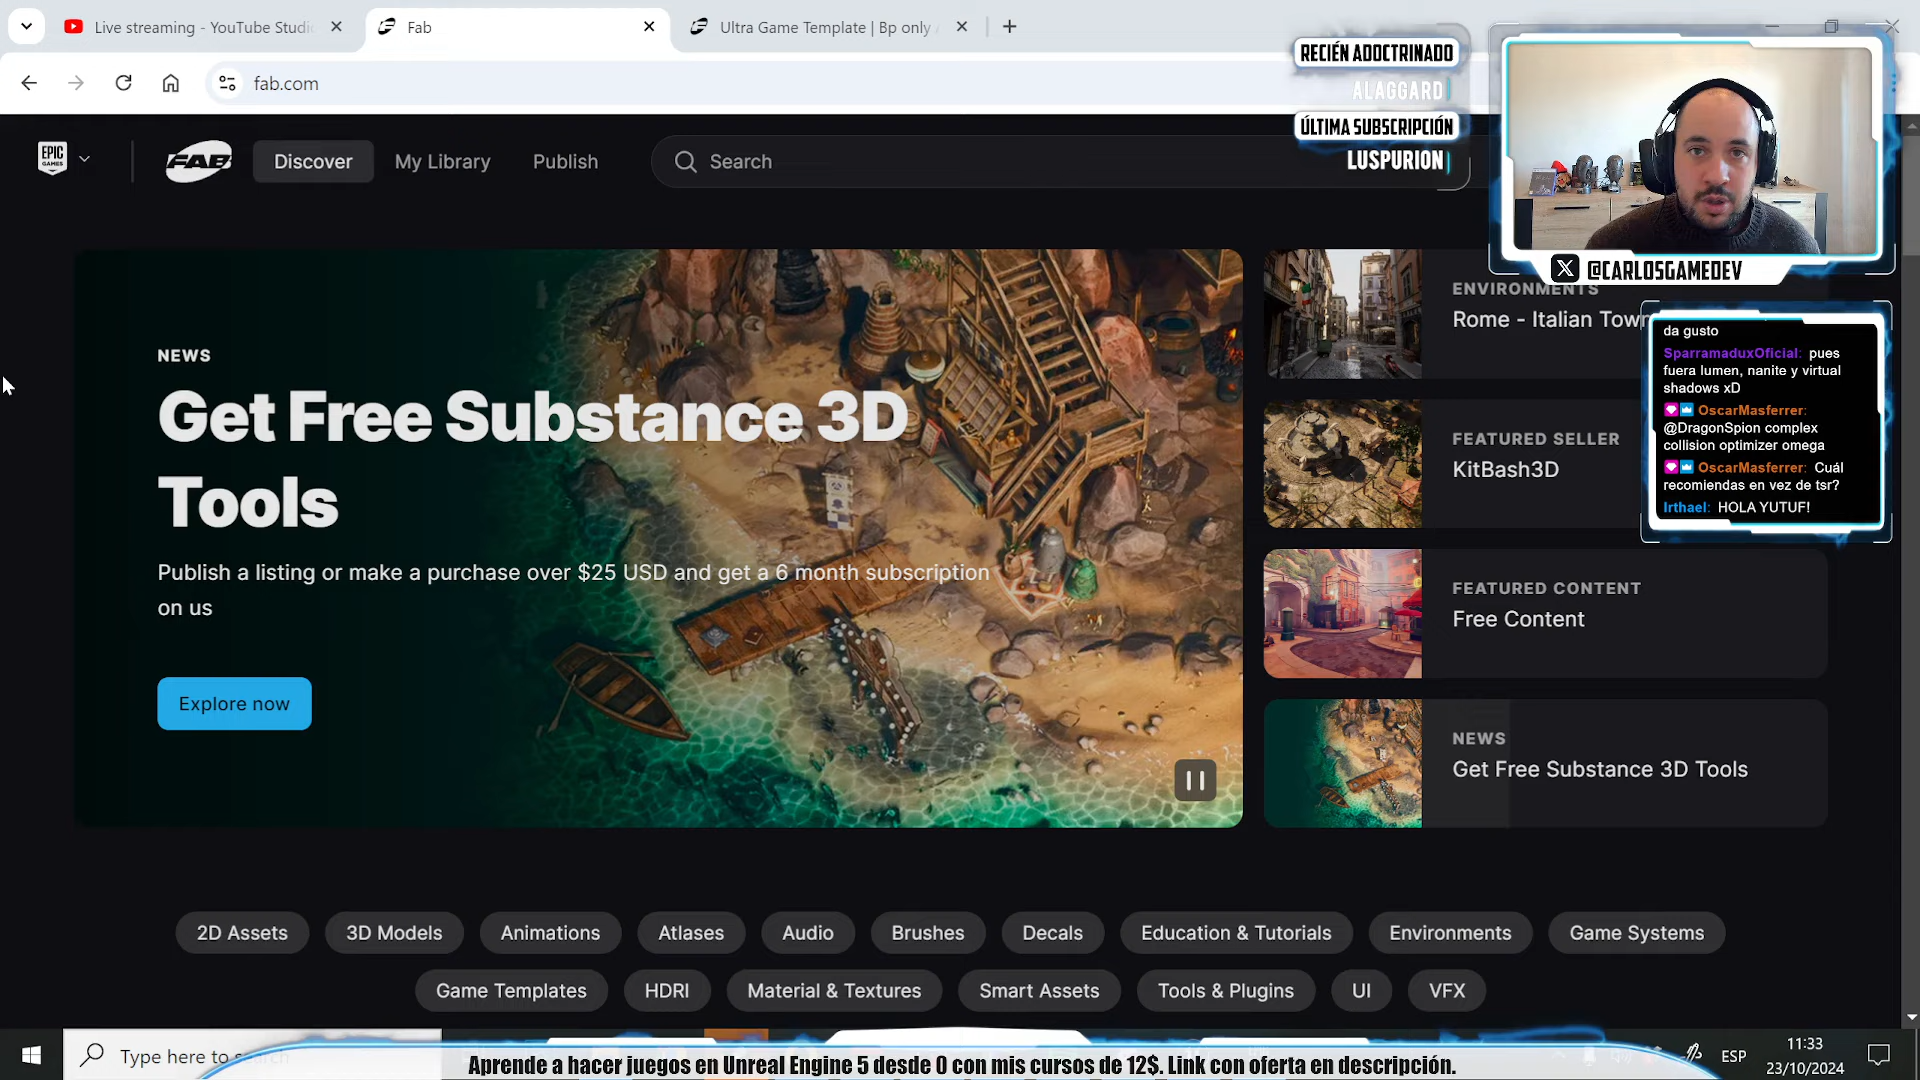 Live streaming - YouTube Studio
Fab
Ultra Game Template | Bp only
fab.com
EPIC
GAMES
FAB
Discover
My Library
Publish
Search
RECIÉN ADOCTRINADO
ALAGGARD
ÚLTIMA SUBSCRIPCIÓN
LUSPURION
@CARLOSGAMEDEV
NEWS
Get Free Substance 3D
Tools
Publish a listing or make a purchase over $25 USD and get a 6 month subscription
on us
Explore now
ENVIRONMENTS
Rome - Italian Town
FEATURED SELLER
KitBash3D
FEATURED CONTENT
Free Content
NEWS
Get Free Substance 3D Tools
da gusto
SparramaduxOficial: pues
fuera lumen, nanite y virtual
shadows xD
OscarMasferrer:
@DragonSpion complex
collision optimizer omega
OscarMasferrer: Cuál
recomiendas en vez de tsr?
Irthael: HOLA YUTUF!
2D Assets
3D Models
Animations
Atlases
Audio
Brushes
Decals
Education & Tutorials
Environments
Game Systems
Game Templates
HDRI
Material & Textures
Smart Assets
Tools & Plugins
UI
VFX
Type here to search
Aprende a hacer juegos en Unreal Engine 5 desde 0 con mis cursos de 12$. Link con oferta en descripción.
ESP
11:33
23/10/2024